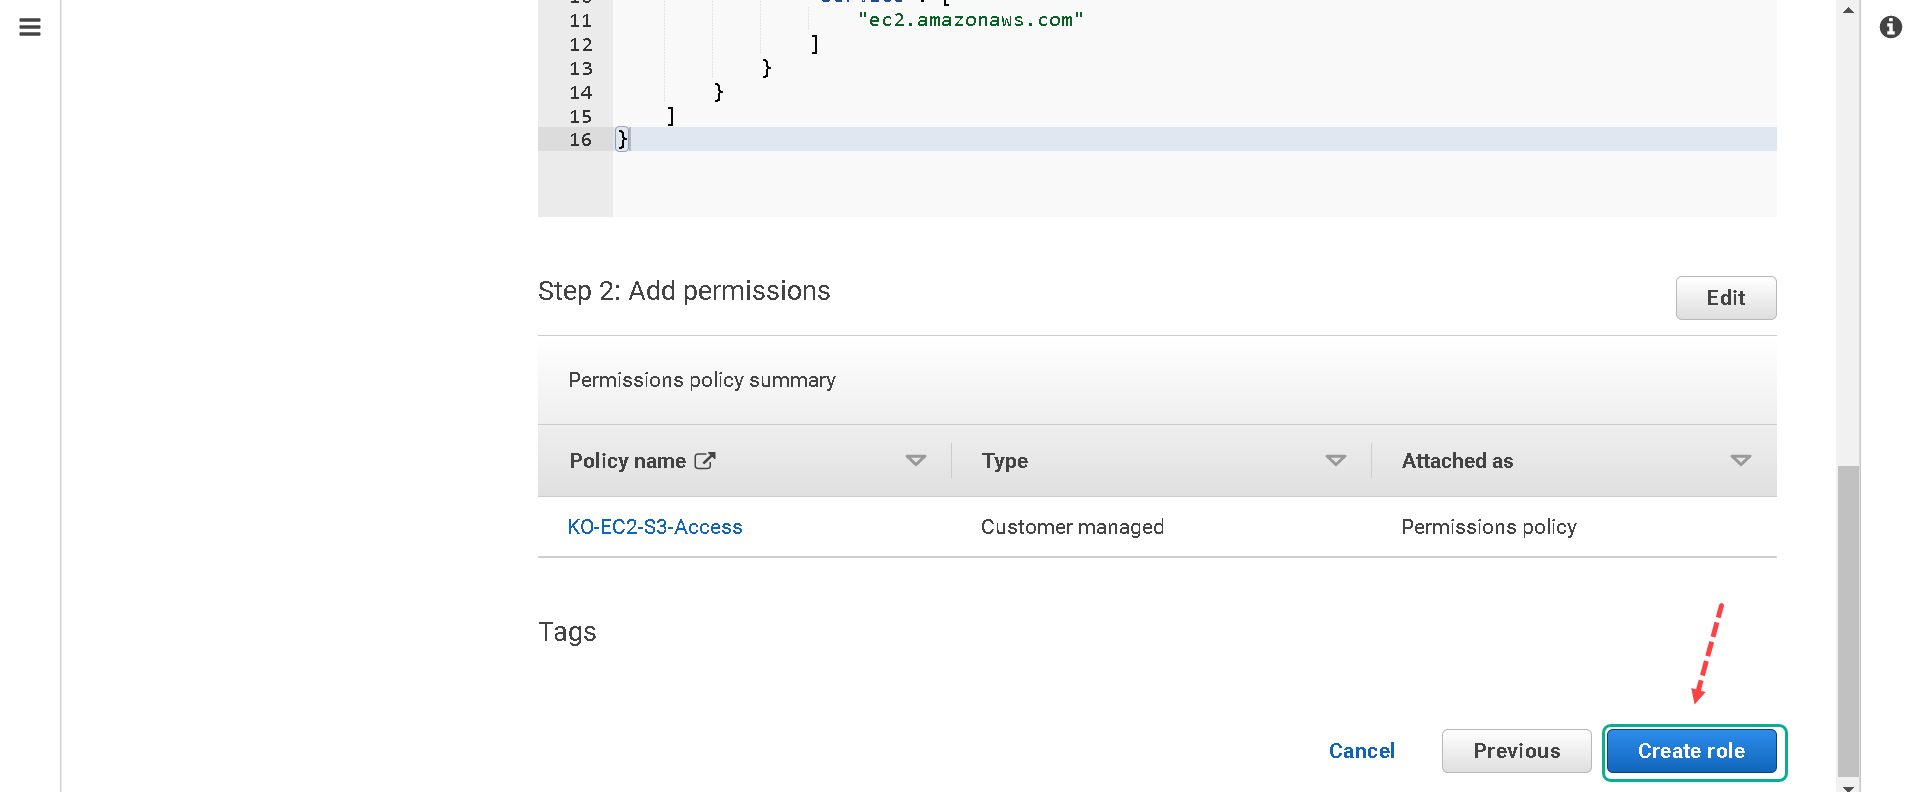 11 "ec2.amazonaws.com"
12 ]
13 }
14 }
15 ]
16 }
Step 2: Add permissions
Edit
Permissions policy summary
Policy name Type Attached as
KO-EC2-S3-Access Customer managed Permissions policy
Tags
Cancel Previous Create role